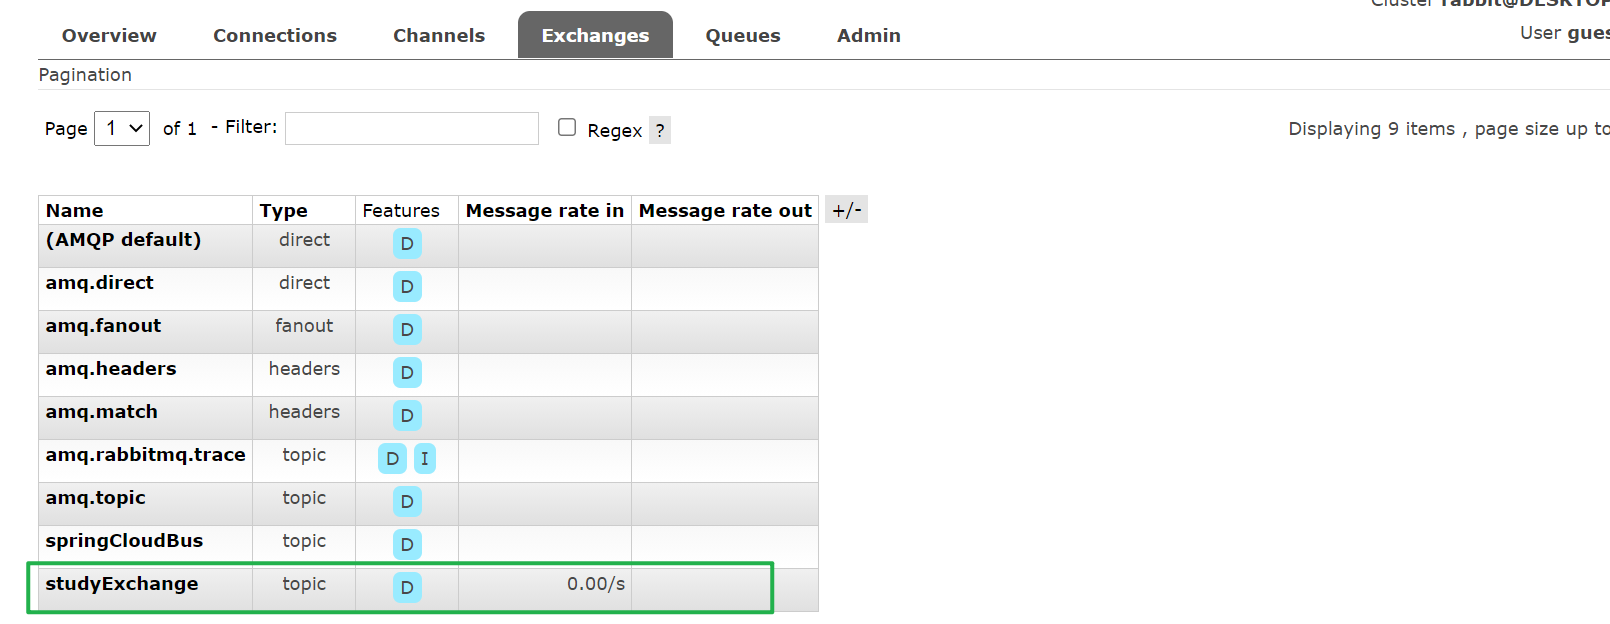 Cluster rabbit@DESKTOP
Overview Connections Channels Exchanges Queues Admin User gues
Pagination
Page 1 of 1 - Filter: Regex ? Displaying 9 items , page size up to
Name Type Features Message rate in Message rate out +/-
(AMQP default) direct D
amq.direct direct D
amq.fanout fanout D
amq.headers headers D
amq.match headers D
amq.rabbitmq.trace topic D I
amq.topic topic D
springCloudBus topic D
studyExchange topic D 0.00/s